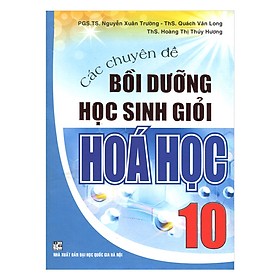 PGS.TS. Nguyễn Xuân Trường - ThS. Quách Văn Long
ThS. Hoàng Thị Thúy Hương
Các chuyên đề
BỒI DƯỠNG
HỌC SINH GIỎI
HOÁ HỌC
10
NHÀ XUẤT BẢN ĐẠI HỌC QUỐC GIA HÀ NỘI